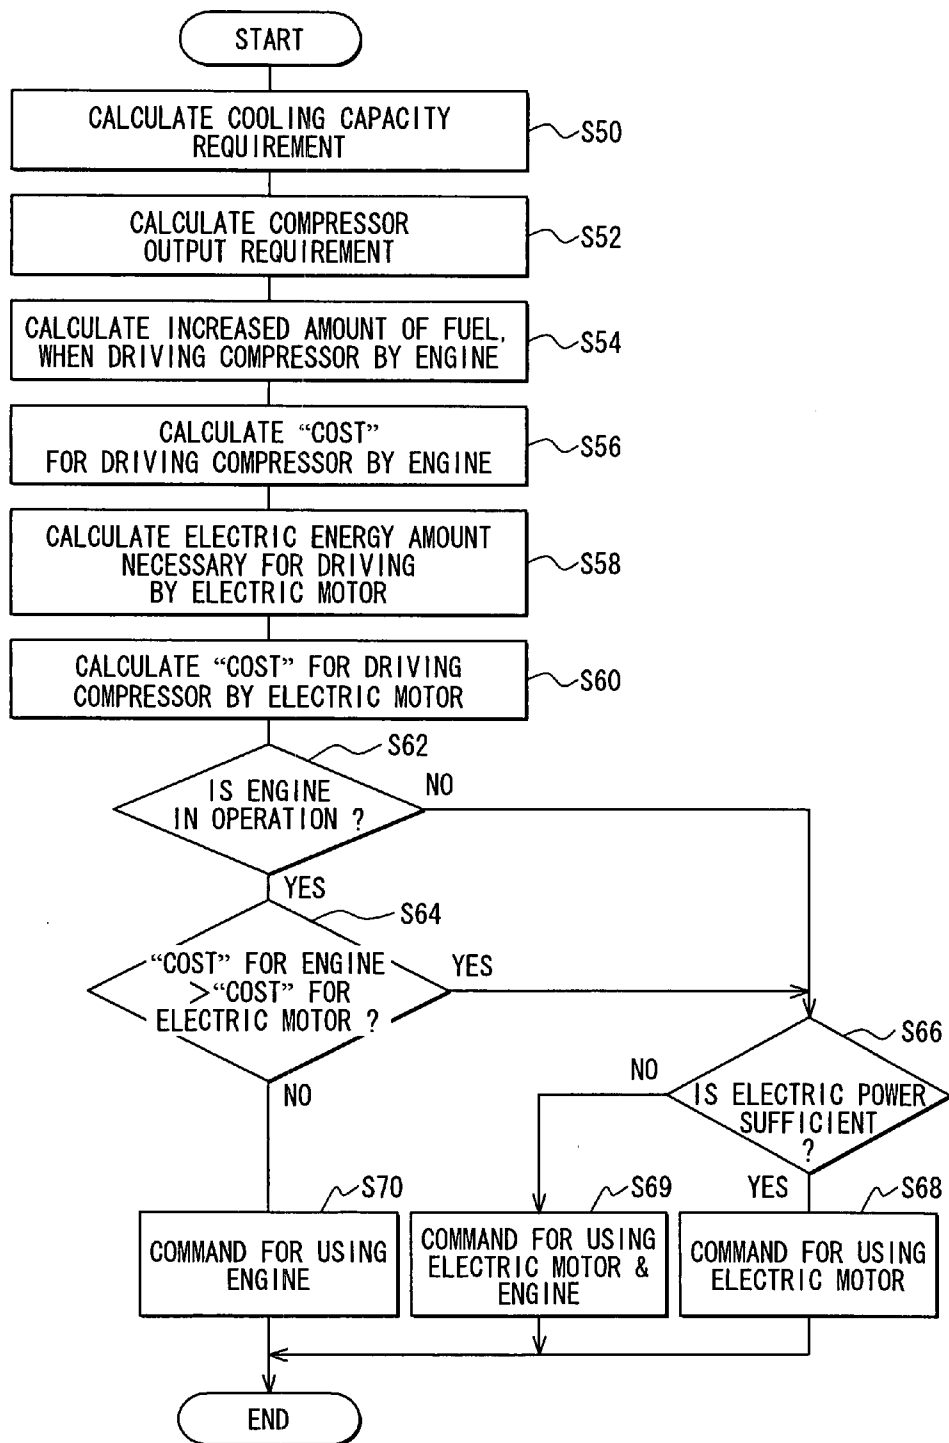 START
CALCULATE COOLING CAPACITY
REQUIREMENT
S50
CALCULATE COMPRESSOR
OUTPUT REQUIREMENT
S52
CALCULATE INCREASED AMOUNT OF FUEL,
WHEN DRIVING COMPRESSOR BY ENGINE
S54
CALCULATE “COST”
FOR DRIVING COMPRESSOR BY ENGINE
S56
CALCULATE ELECTRIC ENERGY AMOUNT
NECESSARY FOR DRIVING
BY ELECTRIC MOTOR
S58
CALCULATE “COST” FOR DRIVING
COMPRESSOR BY ELECTRIC MOTOR
S60
S62
IS ENGINE
IN OPERATION ?
NO
YES
S64
“COST” FOR ENGINE
>“COST” FOR
ELECTRIC MOTOR ?
YES
NO
S66
IS ELECTRIC POWER
SUFFICIENT
?
NO
YES
S70
COMMAND FOR USING
ENGINE
S69
COMMAND FOR USING
ELECTRIC MOTOR &
ENGINE
S68
COMMAND FOR USING
ELECTRIC MOTOR
END